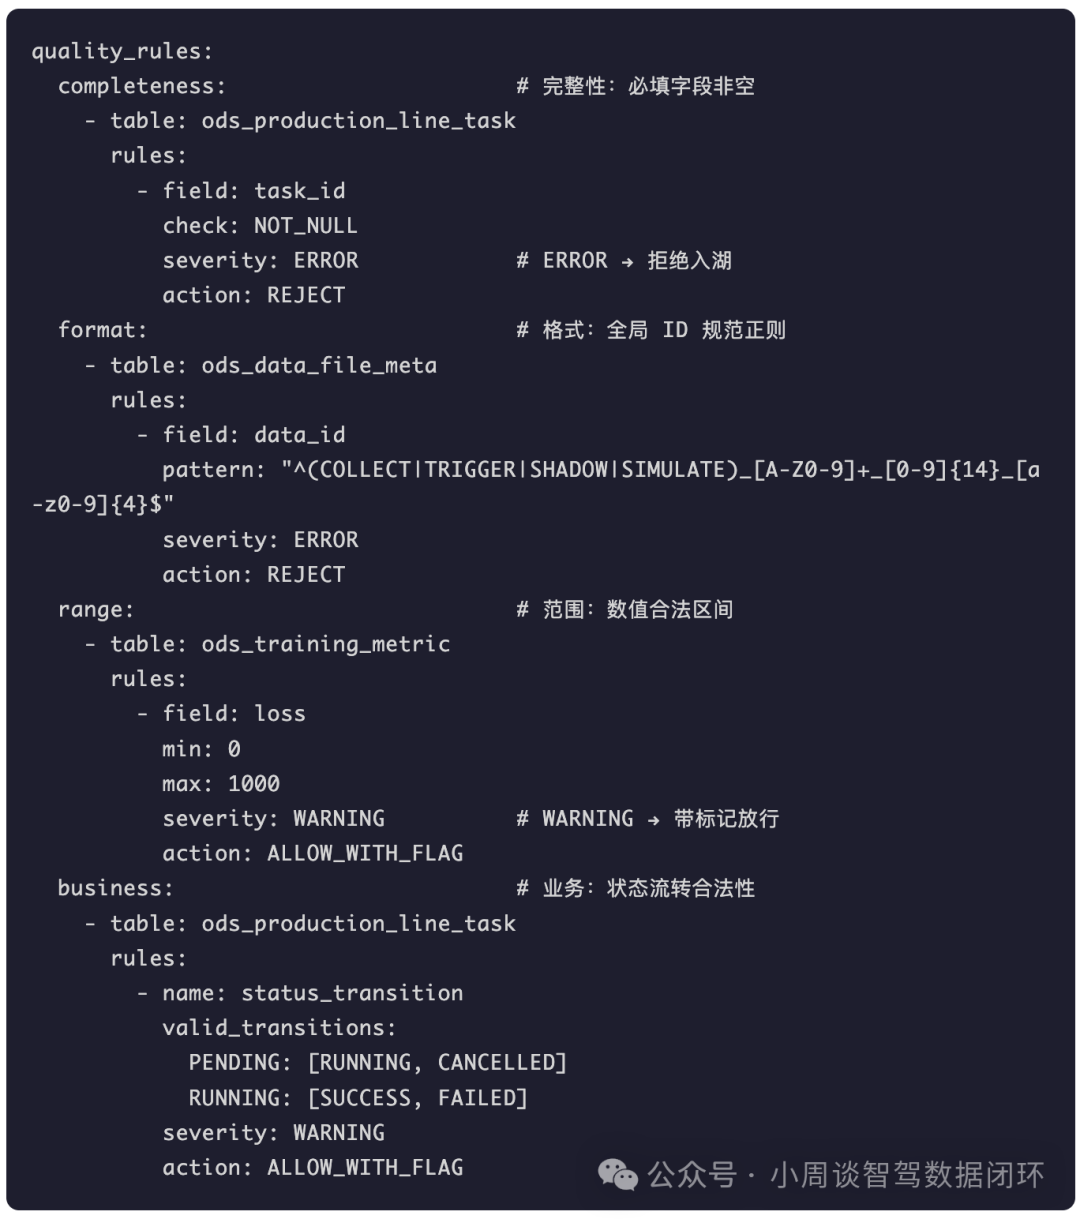 quality_rules:
  completeness:                      # 完整性：必填字段非空
    - table: ods_production_line_task
      rules:
        - field: task_id
          check: NOT_NULL
          severity: ERROR            # ERROR → 拒绝入湖
          action: REJECT
  format:                            # 格式：全局 ID 规范正则
    - table: ods_data_file_meta
      rules:
        - field: data_id
          pattern: "^(COLLECT|TRIGGER|SHADOW|SIMULATE)_[A-Z0-9]+_[0-9]{14}_[a
-z0-9]{4}$"
          severity: ERROR
          action: REJECT
  range:                             # 范围：数值合法区间
    - table: ods_training_metric
      rules:
        - field: loss
          min: 0
          max: 1000
          severity: WARNING          # WARNING → 带标记放行
          action: ALLOW_WITH_FLAG
  business:                          # 业务：状态流转合法性
    - table: ods_production_line_task
      rules:
        - name: status_transition
          valid_transitions:
            PENDING: [RUNNING, CANCELLED]
            RUNNING: [SUCCESS, FAILED]
          severity: WARNING
          action: ALLOW_WITH_FLAG
公众号 · 小周谈智驾数据闭环